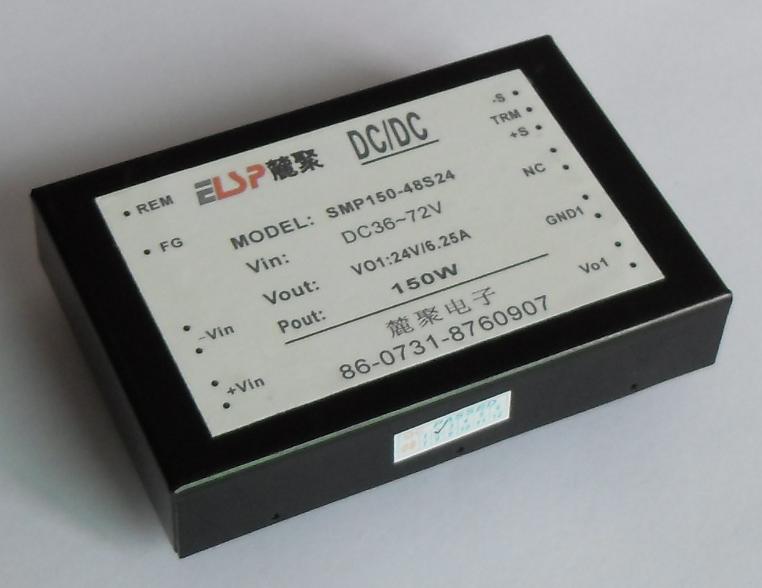 ELSP 麓聚 DC/DC
REM
FG
-Vin
+Vin
MODEL: SMP150-48S24
Vin: DC36~72V
Vout: VO1:24V/6.25A
Pout: 150W
麓聚电子
86-0731-8760907
-S
TRM
+S
NC
GND1
Vo1
PASSED